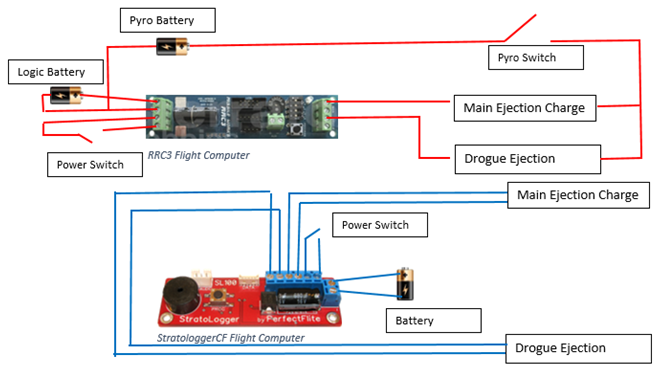 Pyro Battery
Pyro Switch
Logic Battery
Main Ejection Charge
Drogue Ejection
Power Switch
RRC3 Flight Computer
Main Ejection Charge
Power Switch
SL100
DATA
StratoLogger
by PerfectFlite
Battery
StratologgerCF Flight Computer
Drogue Ejection